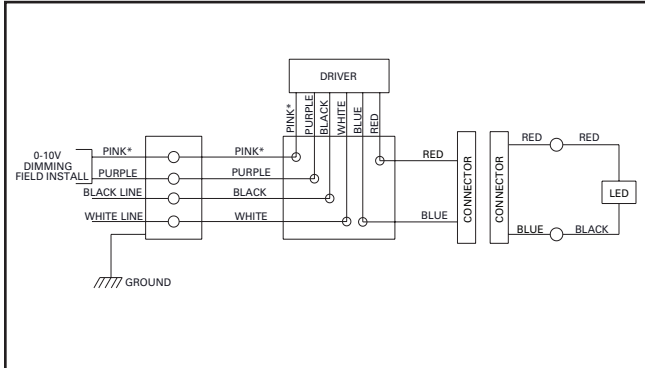 DRIVER
PINK*
PURPLE
BLACK
WHITE
BLUE
RED
0-10V
DIMMING
FIELD INSTALL
PINK*
PURPLE
BLACK LINE
WHITE LINE
PINK*
PURPLE
BLACK
WHITE
RED
BLUE
CONNECTOR
CONNECTOR
RED
RED
BLUE
BLACK
LED
GROUND